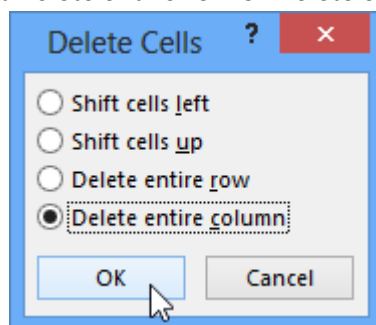 Delete Cells ? ×
Shift cells left
Shift cells up
Delete entire row
Delete entire column
OK Cancel